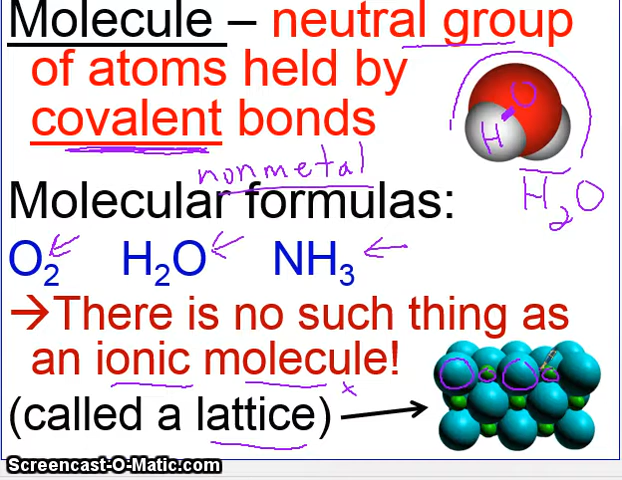 Molecule – neutral group
of atoms held by
covalent bonds
O
H
nonmetal
H₂O
Molecular formulas:
O₂ H₂O NH₃
→There is no such thing as
an ionic molecule!
x
(called a lattice)
Screencast-O-Matic.com